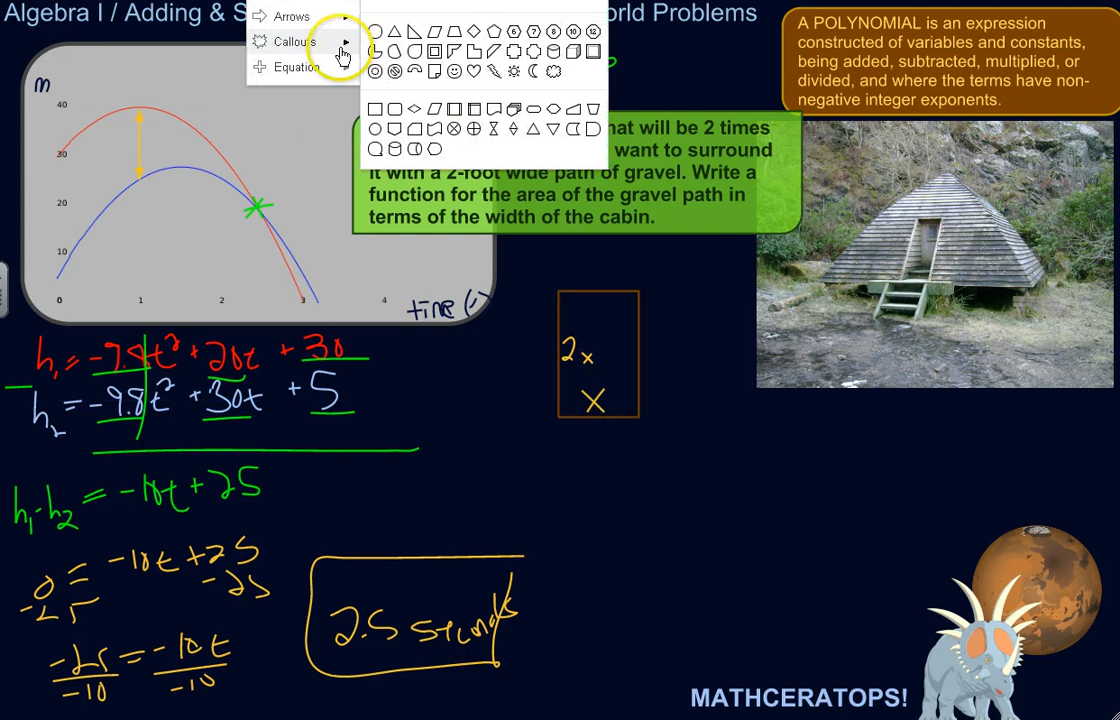 Algebra I / Adding & S
orld Problems
Arrows
Callouts
Equation
A POLYNOMIAL is an expression
constructed of variables and constants,
being added, subtracted, multiplied, or
divided, and where the terms have non-
negative integer exponents.
m
40
30
20
10
0 1 2 3 4
time (s)
hat will be 2 times
want to surround
it with a 2-foot wide path of gravel. Write a
function for the area of the gravel path in
terms of the width of the cabin.
h₁ = -9.8t² + 20t + 30
h₂ = -9.8t² + 30t + 5
h₁-h₂ = -10t + 25
0 = -10t + 25
-25 -25
-25 = -10t
-10 -10
2.5 seconds
2x
x
MATHCERATOPS!